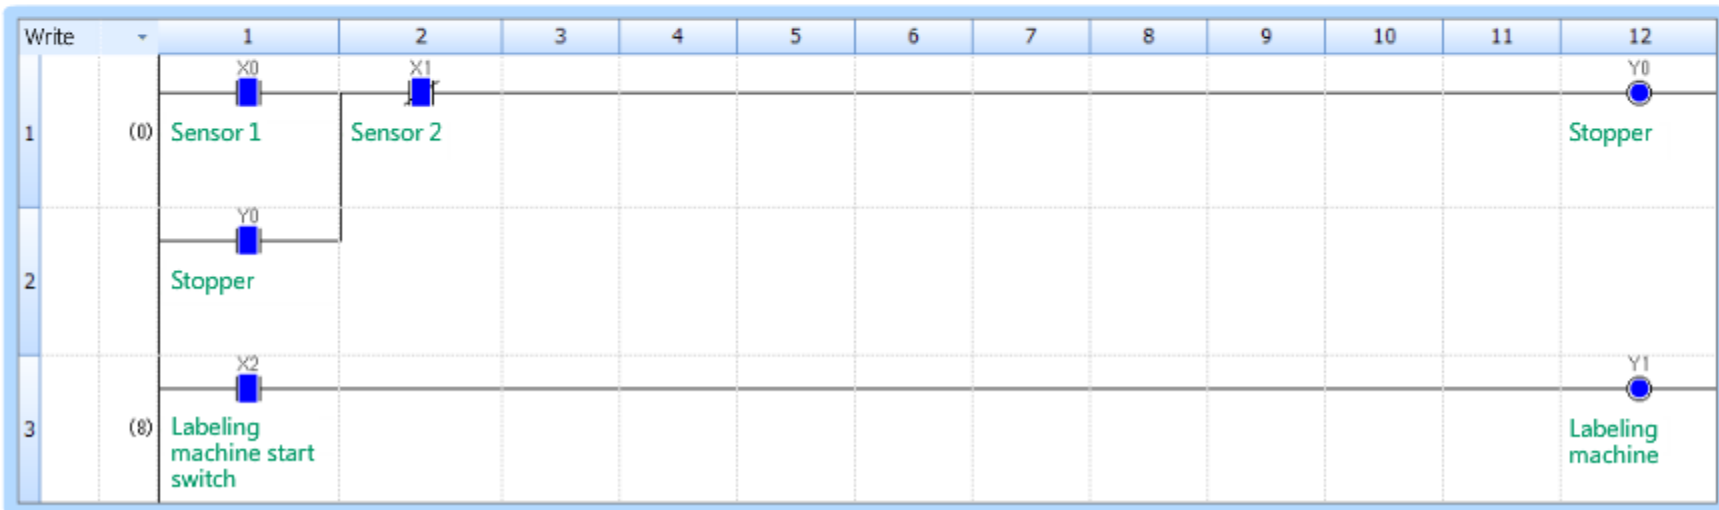 Write 1 2 3 4 5 6 7 8 9 10 11 12
X0 X1 Y0
1 (0) Sensor 1 Sensor 2 Stopper
Y0
2 Stopper
X2 Y1
3 (8) Labeling machine start switch Labeling machine